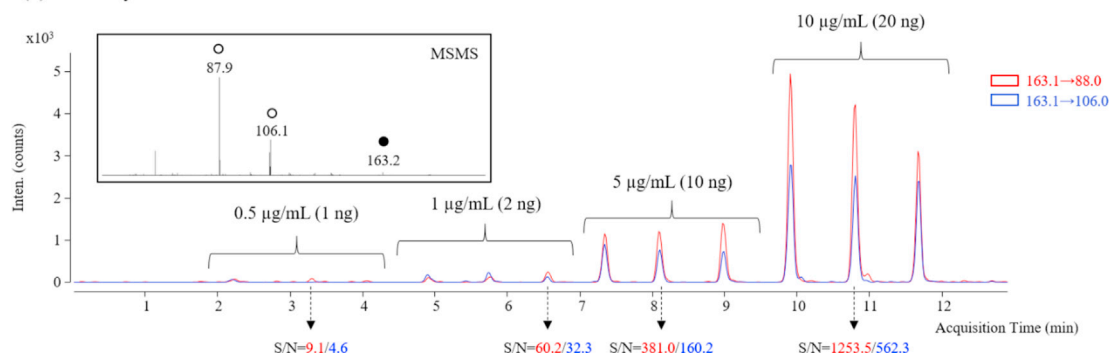 10 µg/mL (20 ng)
x10³
MSMS
87.9
106.1
163.2
163.1→88.0
163.1→106.0
5
4
3
2
1
0
Inten. (counts)
0.5 µg/mL (1 ng)
1 µg/mL (2 ng)
5 µg/mL (10 ng)
1 2 3 4 5 6 7 8 9 10 11 12
Acquisition Time (min)
S/N=9.1/4.6 S/N=60.2/32.3 S/N=381.0/160.2 S/N=1253.5/562.3